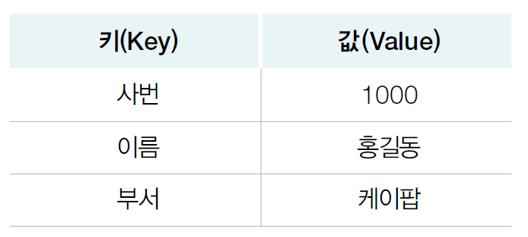 키(Key) 값(Value)
사번 1000
이름 홍길동
부서 케이팝